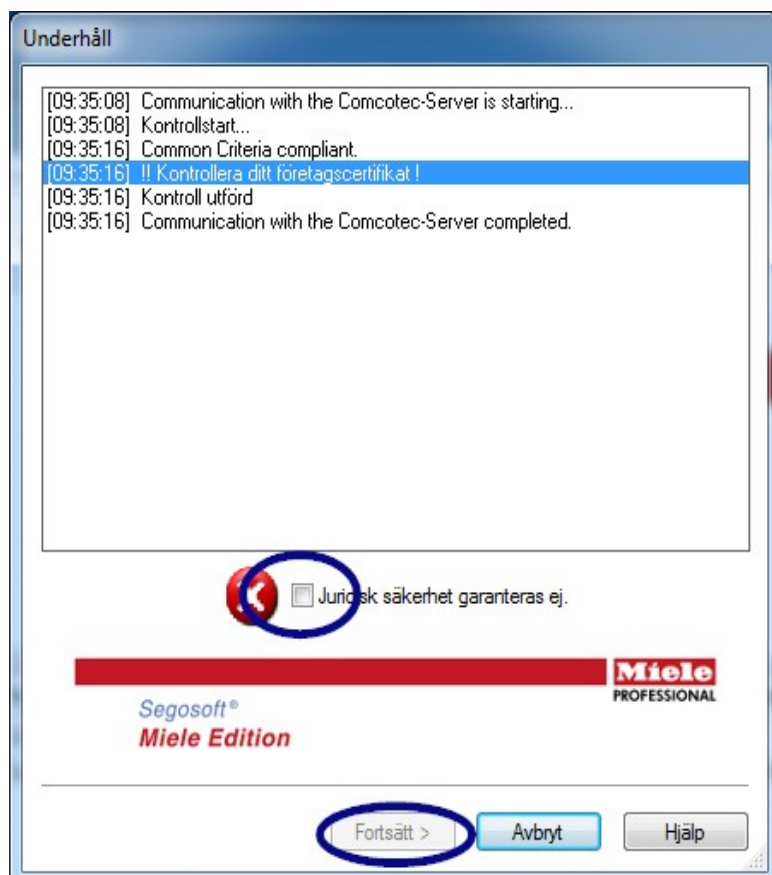 Underhåll
[09:35:08] Communication with the Comcotec-Server is starting...
[09:35:08] Kontrollstart...
[09:35:16] Common Criteria compliant.
[09:35:16] !! Kontrollera ditt företagscertifikat !
[09:35:16] Kontroll utförd
[09:35:16] Communication with the Comcotec-Server completed.
Juridisk säkerhet garanteras ej.
Miele
PROFESSIONAL
Segosoft®
Miele Edition
Fortsätt > Avbryt Hjälp